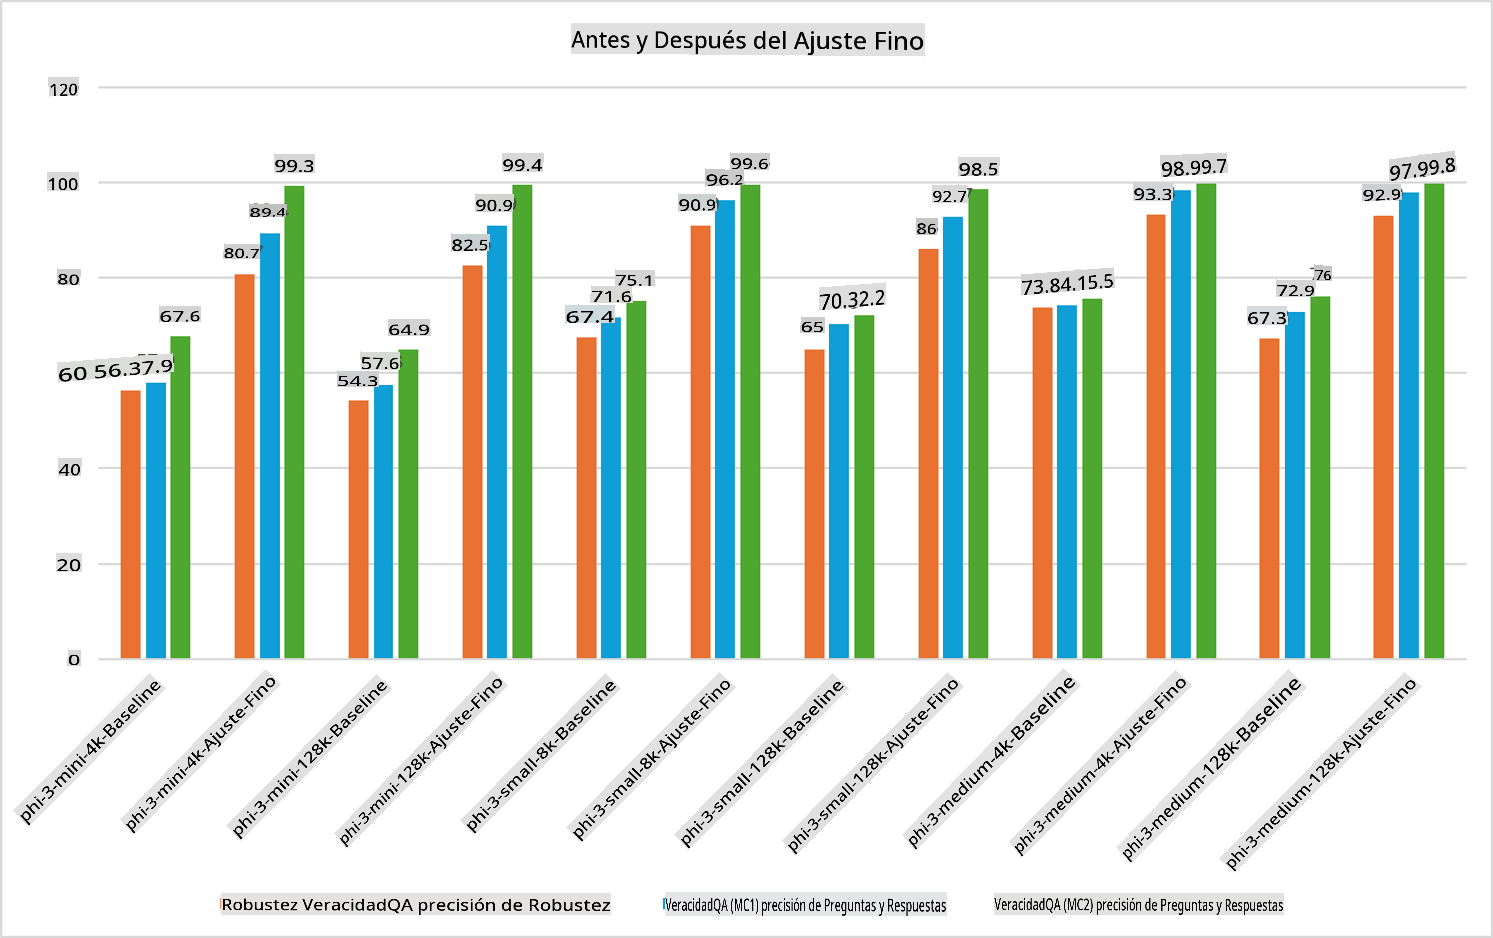 Antes y Después del Ajuste Fino
120
100
80
60
40
20
0
56.37.9
67.6
80.7
89.4
99.3
54.3
57.6
64.9
82.5
90.9
99.4
67.4
71.6
75.1
90.9
96.2
99.6
65
70.32.2
86
92.7
98.5
73.84.15.5
93.3
98.99.7
67.3
72.9
76
92.9
97.99.8
phi-3-mini-4k-Baseline
phi-3-mini-4k-Ajuste-Fino
phi-3-mini-128k-Baseline
phi-3-mini-128k-Ajuste-Fino
phi-3-small-8k-Baseline
phi-3-small-8k-Ajuste-Fino
phi-3-small-128k-Baseline
phi-3-small-128k-Ajuste-Fino
phi-3-medium-4k-Baseline
phi-3-medium-4k-Ajuste-Fino
phi-3-medium-128k-Baseline
phi-3-medium-128k-Ajuste-Fino
Robustez VeracidadQA precisión de Robustez
VeracidadQA (MC1) precisión de Preguntas y Respuestas
VeracidadQA (MC2) precisión de Preguntas y Respuestas